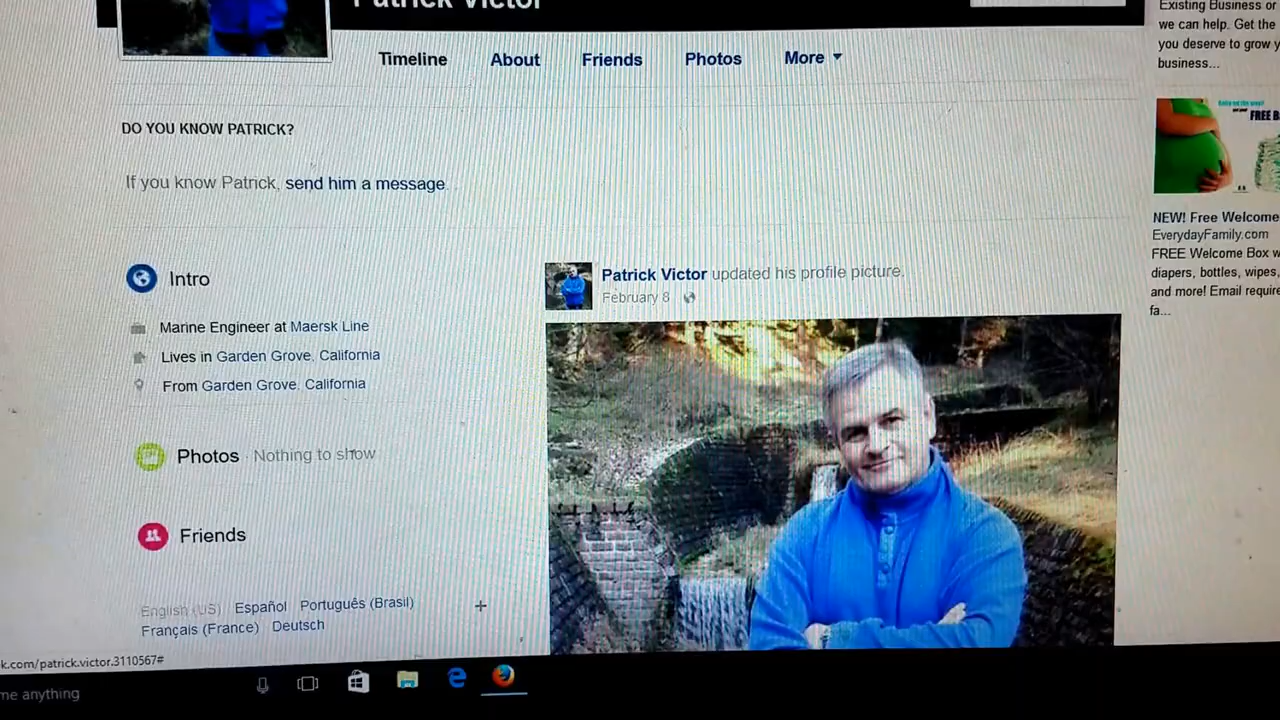 Patrick Victor
Timeline About Friends Photos More
DO YOU KNOW PATRICK?
If you know Patrick, send him a message.
Intro
Marine Engineer at Maersk Line
Lives in Garden Grove, California
From Garden Grove, California
Photos · Nothing to show
Friends
English (US) Español Português (Brasil)
Français (France) Deutsch
Patrick Victor updated his profile picture.
February 8
Existing Business or
we can help. Get the
you deserve to grow y
business...
FREE B
NEW! Free Welcome
EverydayFamily.com
FREE Welcome Box w
diapers, bottles, wipes,
and more! Email require
fa...
k.com/patrick.victor.3110567#
me anything